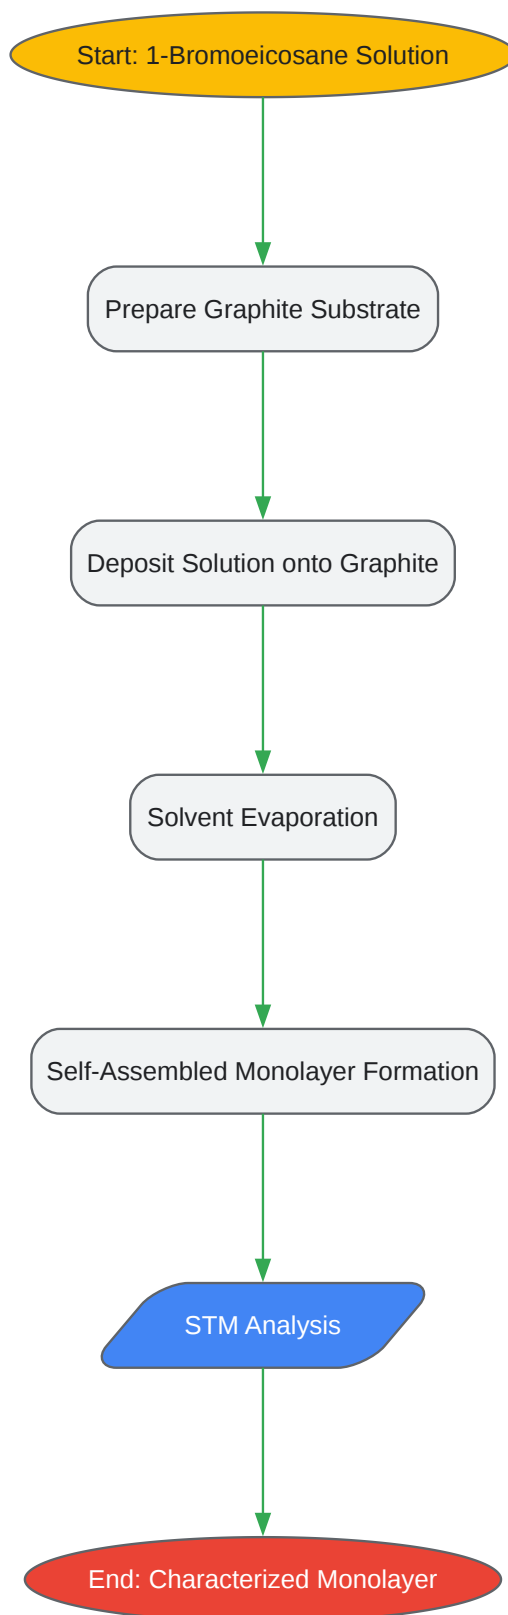 Start: 1-Bromoeicosane Solution
Prepare Graphite Substrate
Deposit Solution onto Graphite
Solvent Evaporation
Self-Assembled Monolayer Formation
STM Analysis
End: Characterized Monolayer